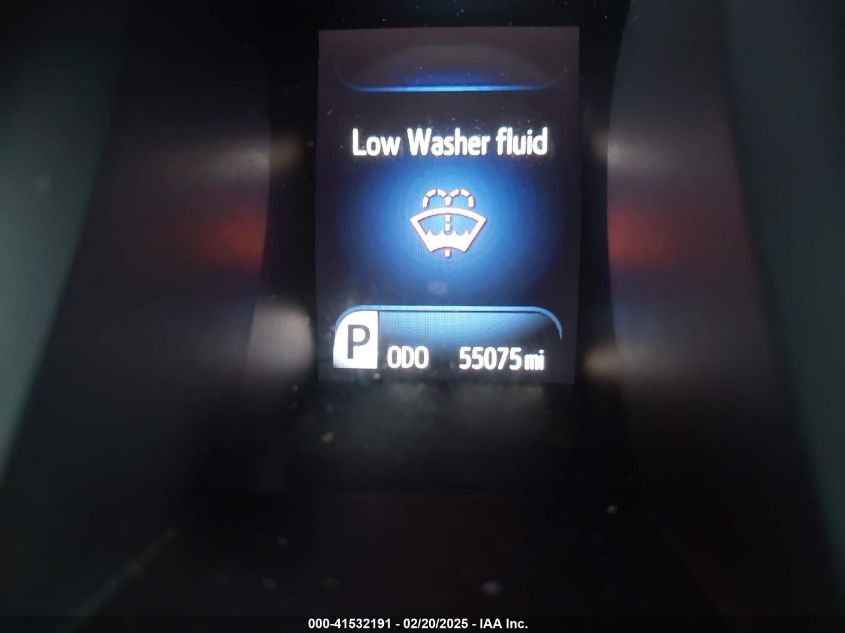 Low Washer fluid
P ODO 55075 mi
000-41532191 - 02/20/2025 - IAA Inc.